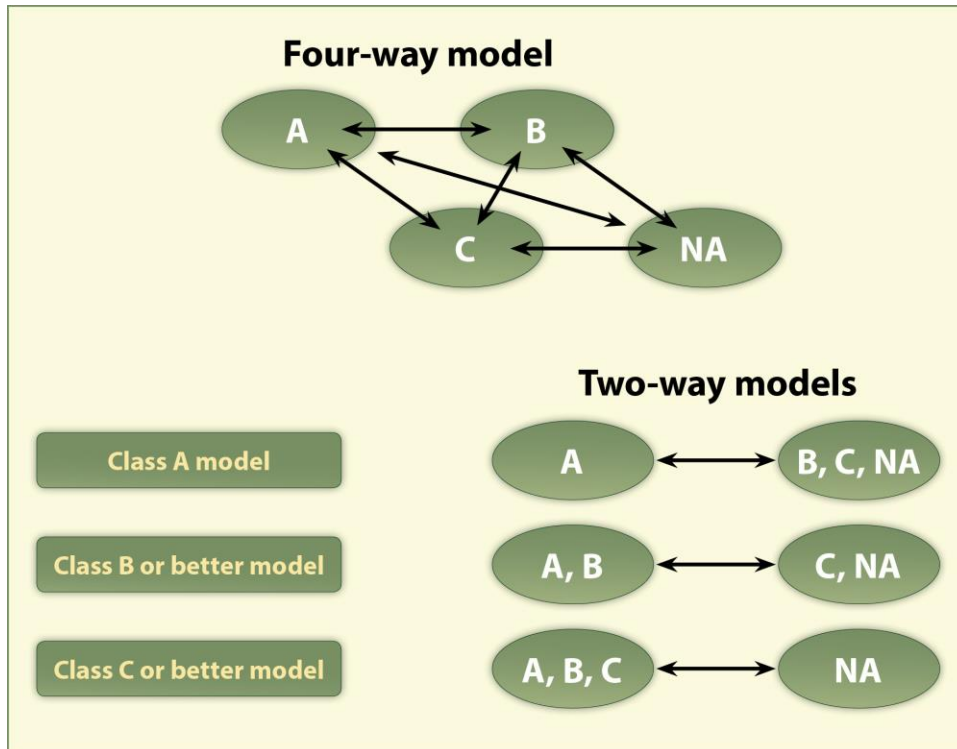 Four-way model
A
B
C
NA
Two-way models
Class A model
A
B, C, NA
Class B or better model
A, B
C, NA
Class C or better model
A, B, C
NA